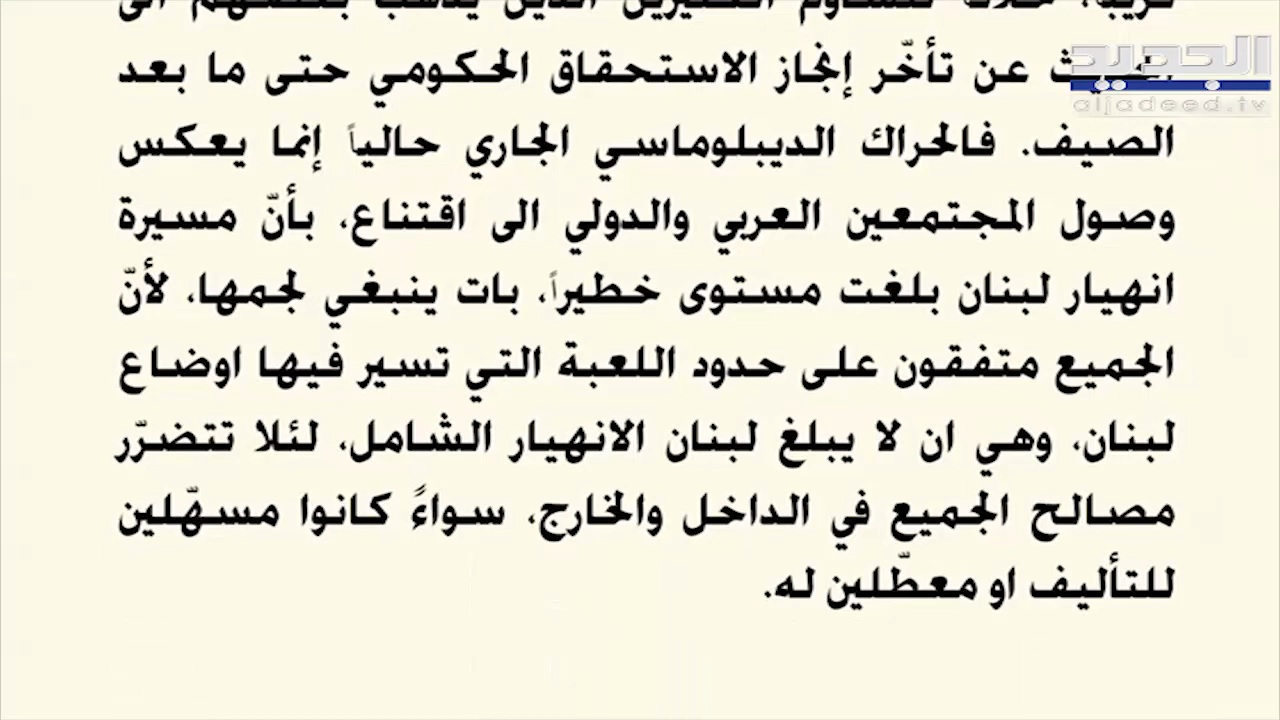 الجديد
aljadeed.tv
عن تأخّر إنجاز الاستحقاق الحكومي حتى ما بعد
الصيف. فالحراك الديبلوماسي الجاري حالياً إنما يعكس
وصول المجتمعين العربي والدولي الى اقتناع، بأنّ مسيرة
انهيار لبنان بلغت مستوى خطيراً، بات ينبغي لجمها، لأنّ
الجميع متفقون على حدود اللعبة التي تسير فيها اوضاع
لبنان، وهي ان لا يبلغ لبنان الانهيار الشامل، لئلا تتضرّر
مصالح الجميع في الداخل والخارج، سواءً كانوا مسهّلين
للتأليف او معطّلين له.